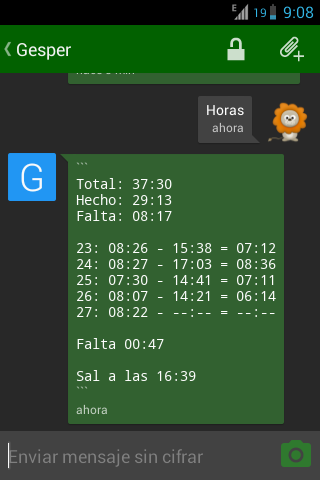 E 19 9:08
Gesper
Horas
ahora
G
```
Total: 37:30
Hecho: 29:13
Falta: 08:17
23: 08:26 - 15:38 = 07:12
24: 08:27 - 17:03 = 08:36
25: 07:30 - 14:41 = 07:11
26: 08:07 - 14:21 = 06:14
27: 08:22 - --:-- = --:--
Falta 00:47
Sal a las 16:39
```
ahora
Enviar mensaje sin cifrar